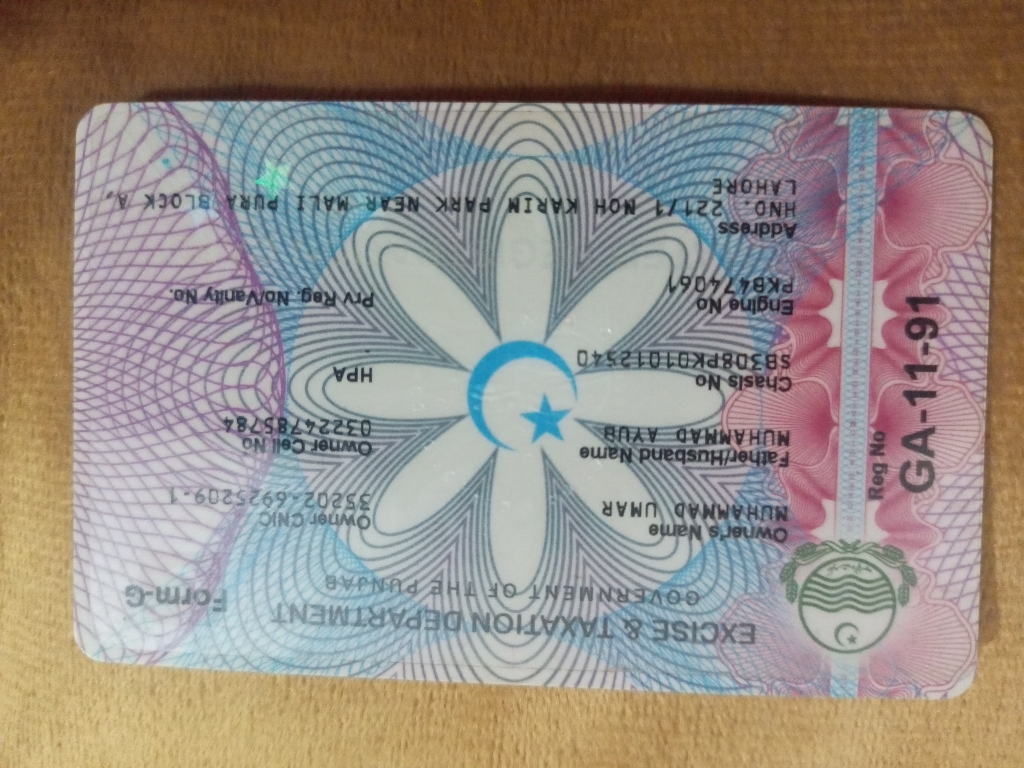 EXCISE & TAXATION DEPARTMENT
GOVERNMENT OF THE PUNJAB
Form-G
Owner's Name
MUHAMMAD UMAR
Owner CNIC
35202-6925209-1
Father/Husband Name
MUHAMMAD AYUB
Owner Cell No
03224785784
Chasis No
SB308PK01012540
HPA
Engine No
PKB474061
Prv Reg. No/Vanity No.
Address
HNO. 221/1 MOH KARIM PARK NEAR MALI PURA BLOCK A,
LAHORE
Reg No
GA-11-91